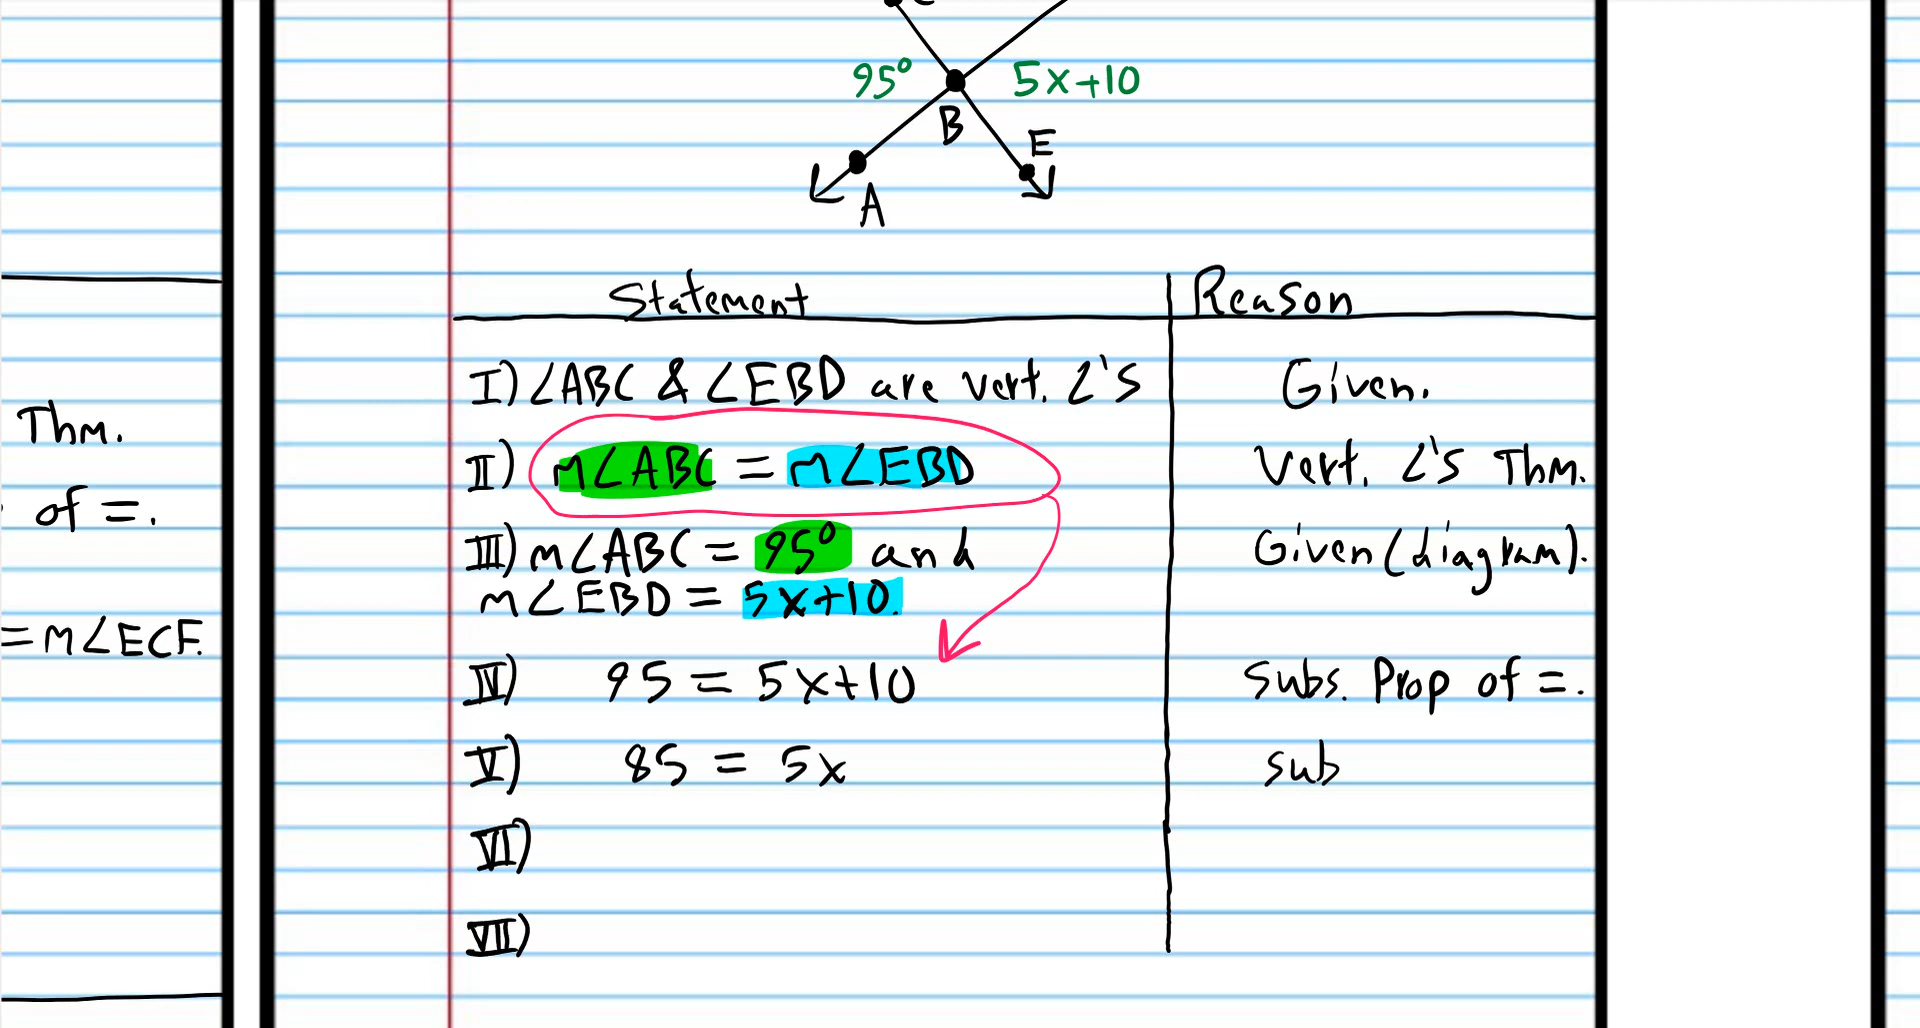 95° 5x+10
B
E
A
Statement Reason
I) ∠ABC & ∠EBD are vert. ∠'s Given.
Thm.
II) m∠ABC = m∠EBD Vert. ∠'s Thm.
of =.
III) m∠ABC = 95° and Given (diagram).
m∠EBD = 5x+10.
= m∠ECF.
IV) 95 = 5x+10 Subs. Prop of =.
V) 85 = 5x Sub
VI)
VII)